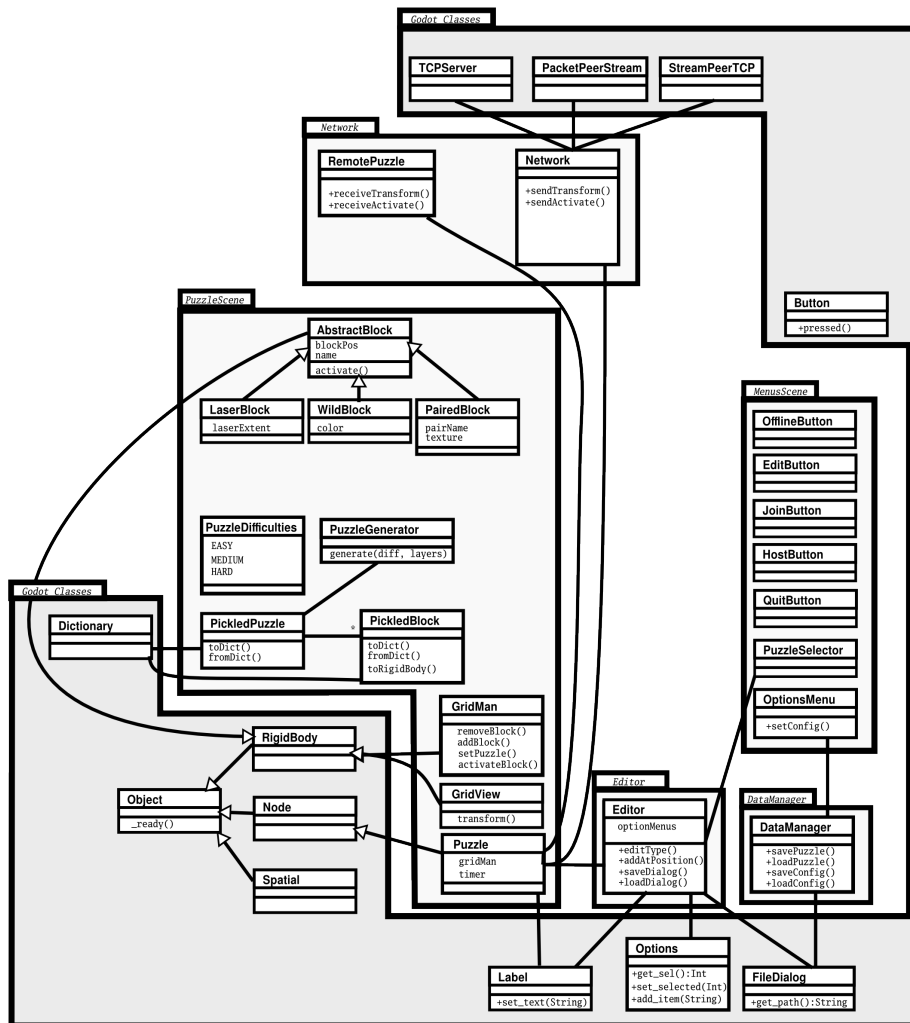 Godot Classes
TCPServer
PacketPeerStream
StreamPeerTCP
Network
RemotePuzzle
+receiveTransform()
+receiveActivate()
Network
+sendTransform()
+sendActivate()
Button
+pressed()
PuzzleScene
AbstractBlock
blockPos
name
activate()
LaserBlock
laserExtent
WildBlock
color
PairedBlock
pairName
texture
MenusScene
OfflineButton
EditButton
JoinButton
HostButton
QuitButton
PuzzleSelector
OptionsMenu
+setConfig()
PuzzleDifficulties
EASY
MEDIUM
HARD
PuzzleGenerator
generate(diff, layers)
Godot Classes
Dictionary
PickledPuzzle
toDict()
fromDict()
PickledBlock
toDict()
fromDict()
toRigidBody()
GridMan
removeBlock()
addBlock()
setPuzzle()
activateBlock()
RigidBody
Object
_ready()
Node
Spatial
GridView
transform()
Puzzle
gridMan
timer
Editor
Editor
optionMenus
+editType()
+addAtPosition()
+saveDialog()
+loadDialog()
DataManager
DataManager
+savePuzzle()
+loadPuzzle()
+saveConfig()
+loadConfig()
Label
+set_text(String)
Options
+get_sel():Int
+set_selected(Int)
+add_item(String)
FileDialog
+get_path():String